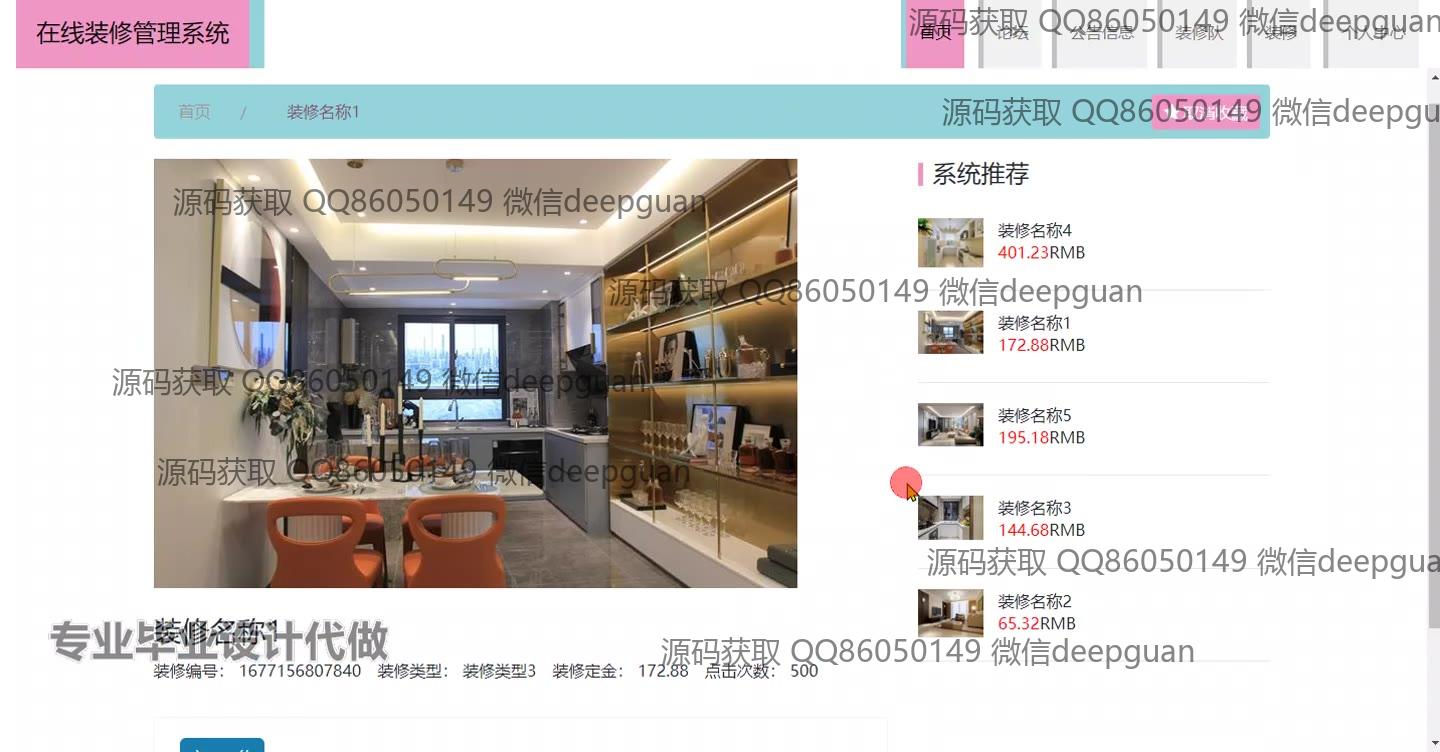 在线装修管理系统
首页 论坛 公告信息 装修队 装修 个人中心
源码获取 QQ86050149 微信deepguan
首页 / 装修名称1
取消收藏
源码获取 QQ86050149 微信deepgu
系统推荐
源码获取 QQ86050149 微信deepguan
装修名称4
401.23RMB
源码获取 QQ86050149 微信deepguan
装修名称1
172.88RMB
源码获取 QQ86050149 微信deepguan
装修名称5
195.18RMB
源码获取 QQ86050149 微信deepguan
装修名称3
144.68RMB
源码获取 QQ86050149 微信deepgua
装修名称2
65.32RMB
装修名称1
专业毕业设计代做
源码获取 QQ86050149 微信deepguan
装修编号： 1677156807840 装修类型： 装修类型3 装修定金： 172.88 点击次数： 500